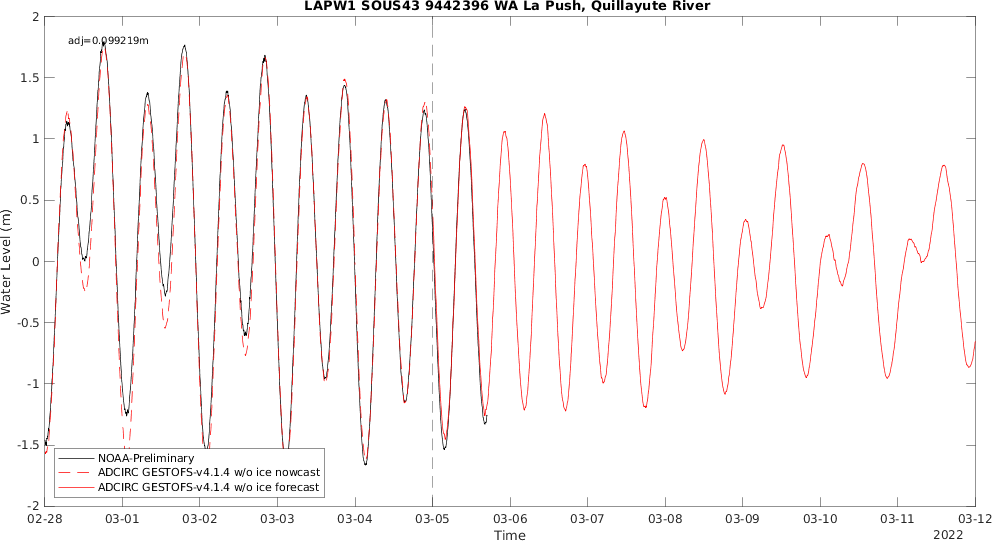 LAPW1 SOUS43 9442396 WA La Push, Quillayute River
adj=0.099219m
Water Level (m)
2
1.5
1
0.5
0
-0.5
-1
-1.5
-2
NOAA-Preliminary
ADCIRC GESTOFS-v4.1.4 w/o ice nowcast
ADCIRC GESTOFS-v4.1.4 w/o ice forecast
02-28 03-01 03-02 03-03 03-04 03-05 03-06 03-07 03-08 03-09 03-10 03-11 03-12
Time
2022